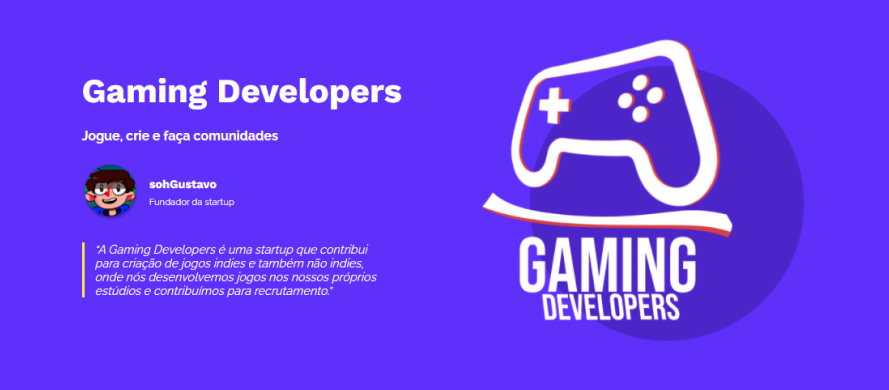 Gaming Developers
Jogue, crie e faça comunidades
sohGustavo
Fundador da startup
“A Gaming Developers é uma startup que contribui
para criação de jogos indies e também não indies,
onde nós desenvolvemos jogos nos nossos próprios
estúdios e contribuímos para recrutamento.”
GAMING
DEVELOPERS